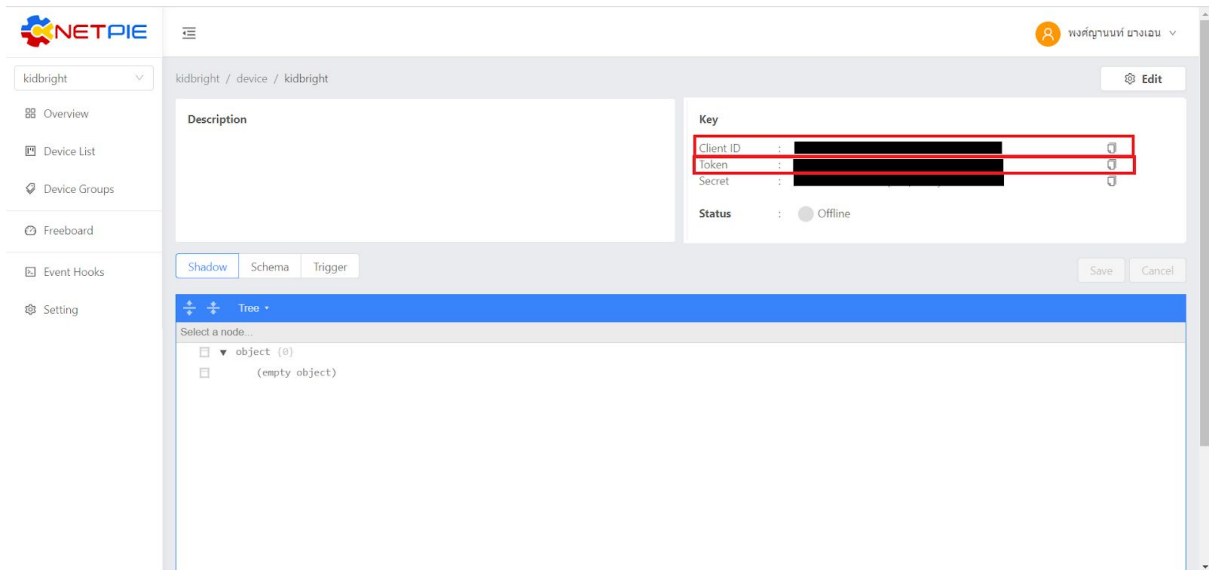 NETPIE
พงศ์ญานนท์ ยางเอน
kidbright
kidbright / device / kidbright
Edit
Overview
Device List
Device Groups
Freeboard
Event Hooks
Setting
Description
Key
Client ID :
Token :
Secret :
Status : Offline
Shadow Schema Trigger
Save Cancel
Tree
Select a node...
object {0}
(empty object)